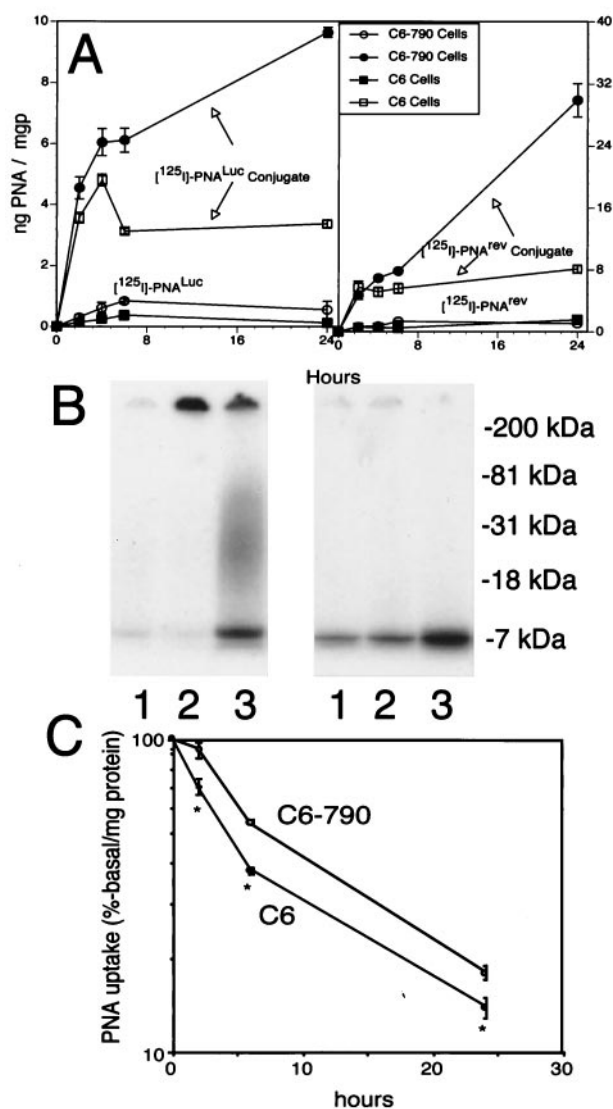 A
10
8
6
4
2
0
ng PNA / mgp
[125I]-PNALuc Conjugate
[125I]-PNALuc
0
8
16
24
C6-790 Cells
C6-790 Cells
C6 Cells
C6 Cells
[125I]-PNArev
Conjugate
[125I]-PNArev
40
32
24
16
8
0
0
8
16
24
Hours
B
-200 kDa
-81 kDa
-31 kDa
-18 kDa
-7 kDa
1 2 3
1 2 3
C
PNA uptake (%-basal/mg protein)
100
10
C6-790
C6
*
*
*
0 10 20 30
hours